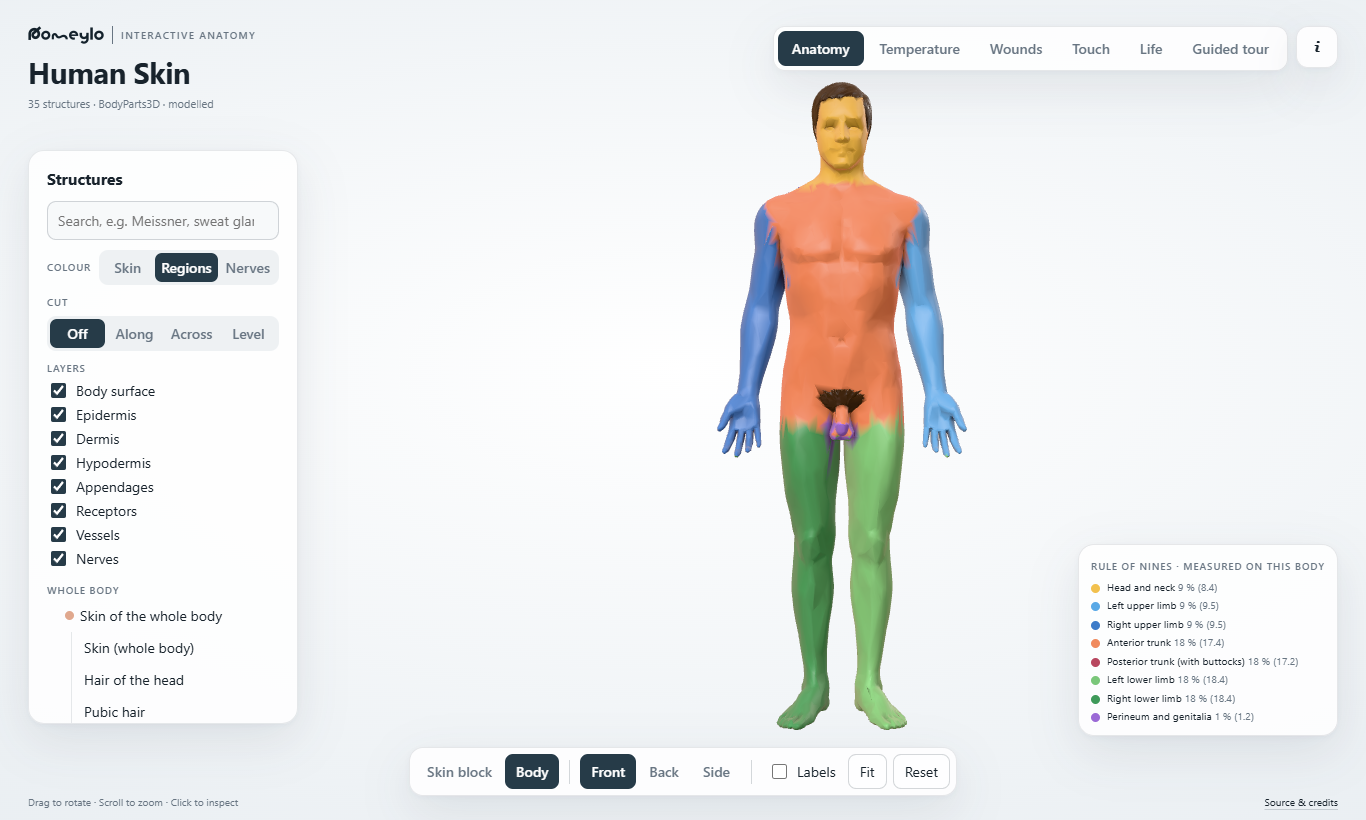 Domeylo
INTERACTIVE ANATOMY
Human Skin
35 structures · BodyParts3D · modelled
Anatomy
Temperature
Wounds
Touch
Life
Guided tour
i
Structures
Search, e.g. Meissner, sweat glar
COLOUR
Skin
Regions
Nerves
CUT
Off
Along
Across
Level
LAYERS
Body surface
Epidermis
Dermis
Hypodermis
Appendages
Receptors
Vessels
Nerves
WHOLE BODY
Skin of the whole body
Skin (whole body)
Hair of the head
Pubic hair
RULE OF NINES · MEASURED ON THIS BODY
Head and neck 9 % (8.4)
Left upper limb 9 % (9.5)
Right upper limb 9 % (9.5)
Anterior trunk 18 % (17.4)
Posterior trunk (with buttocks) 18 % (17.2)
Left lower limb 18 % (18.4)
Right lower limb 18 % (18.4)
Perineum and genitalia 1 % (1.2)
Skin block
Body
Front
Back
Side
Labels
Fit
Reset
Drag to rotate · Scroll to zoom · Click to inspect
Source & credits